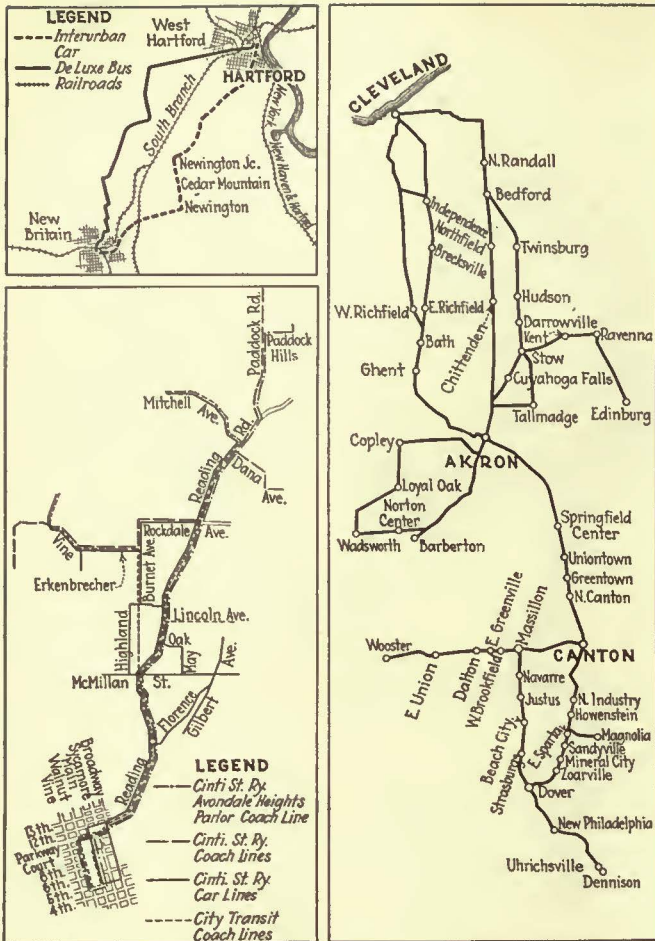 LEGEND
Interurban
Car
De Luxe Bus
Railroads
West
Hartford
HARTFORD
South Branch
New York
New Haven & Hartford
Newington Jc.
Cedar Mountain
Newington
New
Britain
Paddock Rd.
Paddock
Hills
Mitchell
Ave.
Rd.
Reading
Dana
Ave.
Rockdale
Ave.
Vine
Burnet Ave.
Erkenbrecher
Highland
Lincoln Ave.
Oak
May
Ave.
McMillan
St.
Florence
Gilbert
Reading
Broadway
Sycamore
Main
Walnut
Vine
13th.
12th.
Parkway
Court
8th.
6th.
5th.
4th.
LEGEND
Cinti St. Ry.
Avondale Heights
Parlor Coach Line
Cinti. St. Ry.
Coach Lines
Cinti. St. Ry.
Car Lines
City Transit
Coach Lines
CLEVELAND
N. Randall
Bedford
Independence
Northfield
Brecksville
Twinsburg
W. Richfield
E. Richfield
Hudson
Darrowville
Kent
Ravenna
Bath
Chittenden
Stow
Ghent
Cuyahoga Falls
Tallmadge
Edinburg
Copley
AKRON
Loyal Oak
Norton
Center
Wadsworth
Barberton
Springfield
Center
Uniontown
Greentown
N. Canton
Wooster
E. Union
Dalton
W. Brookfield
E. Greenville
Massillon
CANTON
Navarre
Justus
N. Industry
Howenstein
Beach City
E. Sparta
Magnolia
Sandyville
Strasburg
Mineral City
Zoarville
Dover
New Philadelphia
Uhrichsville
Dennison